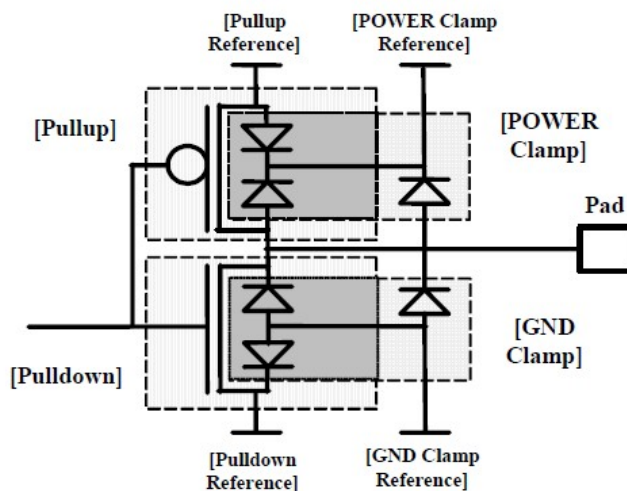 [Pullup
Reference]
[POWER Clamp
Reference]
[Pullup]
[POWER
Clamp]
Pad
[Pulldown]
[GND
Clamp]
[Pulldown
Reference]
[GND Clamp
Reference]